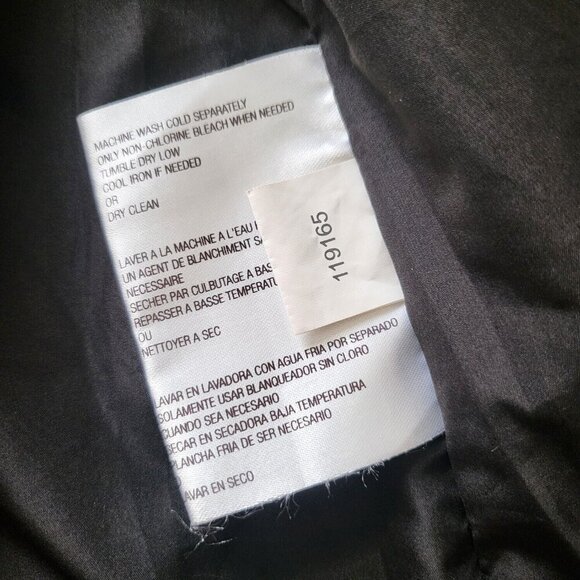 MACHINE WASH COLD SEPARATELY
ONLY NON-CHLORINE BLEACH WHEN NEEDED
TUMBLE DRY LOW
COOL IRON IF NEEDED
OR
DRY CLEAN
LAVER A LA MACHINE A L'EAU
UN AGENT DE BLANCHIMENT SA
NECESSAIRE
SECHER PAR CULBUTAGE A BAS
REPASSER A BASSE TEMPERATU
OU
NETTOYER A SEC
119165
LAVAR EN LAVADORA CON AGUA FRIA POR SEPARADO
SOLAMENTE USAR BLANQUEADOR SIN CLORO
CUANDO SEA NECESARIO
SECAR EN SECADORA BAJA TEMPERATURA
PLANCHA FRIA DE SER NECESARIO
AVAR EN SECO